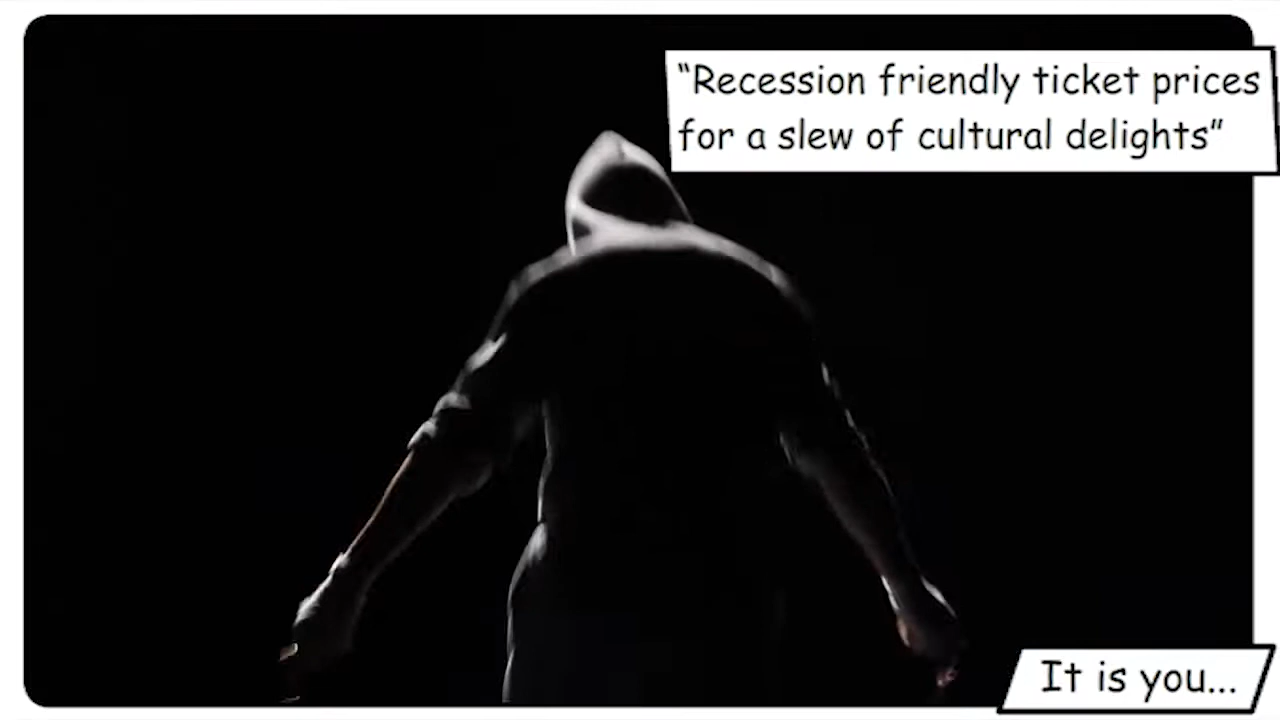 “Recession friendly ticket prices
for a slew of cultural delights”
It is you...